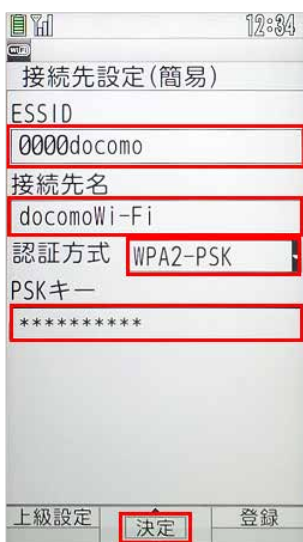 12:34
WiFi
接続先設定(簡易)
ESSID
0000docomo
接続先名
docomoWi-Fi
認証方式 WPA2-PSK
PSKキー
**********
上級設定 決定 登録